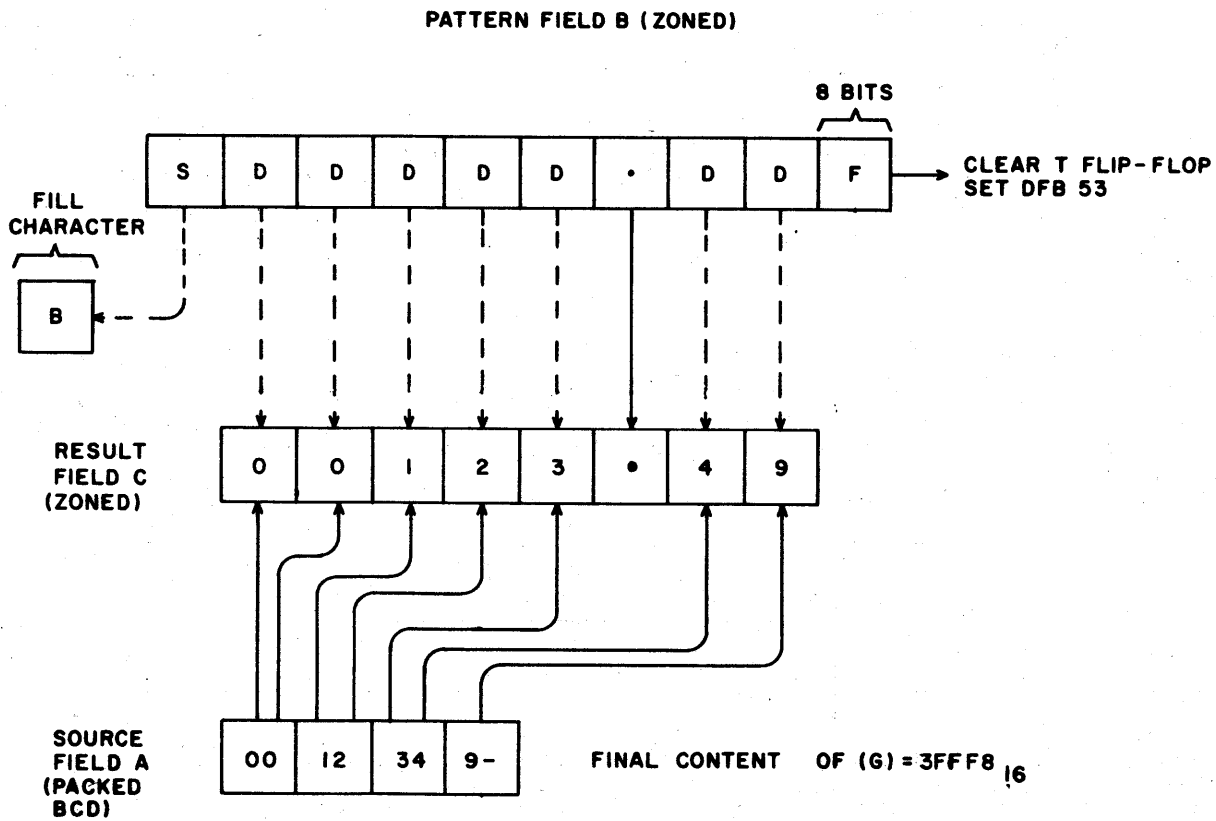 PATTERN FIELD B (ZONED)
8 BITS
S D D D D D . D D F
CLEAR T FLIP-FLOP
SET DFB 53
FILL
CHARACTER
B
RESULT
FIELD C
(ZONED)
0 0 1 2 3 . 4 9
SOURCE
FIELD A
(PACKED
BCD)
00 12 34 9-
FINAL CONTENT OF (G) = 3FFF8 16